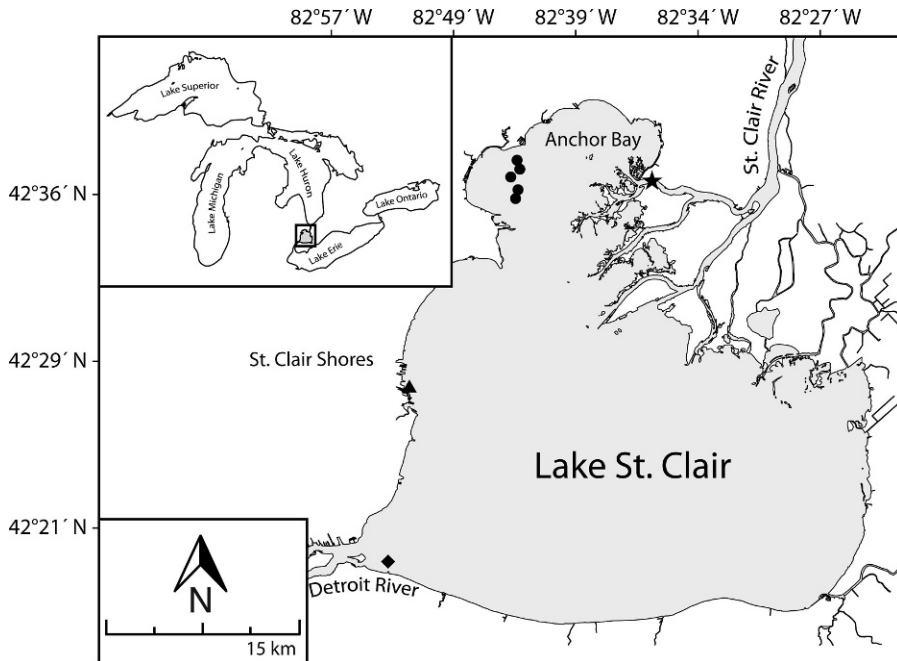 82°57´ W
82°49´ W
82°39´ W
82°34´ W
82°27´ W
Lake Superior
Lake Huron
Lake Michigan
Lake Ontario
Lake Erie
Anchor Bay
St. Clair River
42°36´ N
42°29´ N
St. Clair Shores
Lake St. Clair
42°21´ N
Detroit River
N
15 km